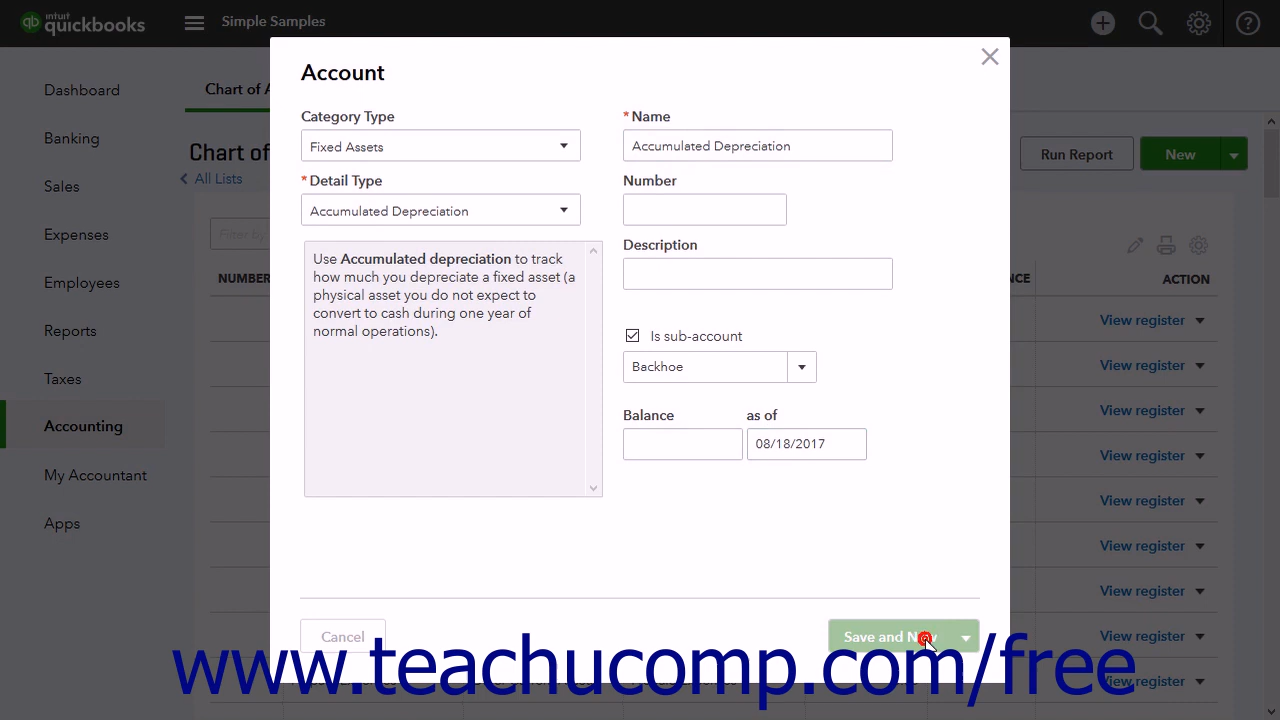 intuit
quickbooks
Simple Samples
Dashboard
Banking
Sales
Expenses
Employees
Reports
Taxes
Accounting
My Accountant
Apps
Chart of A
Chart of
All Lists
Run Report
New
Filter by
NUMBER
NCE
ACTION
View register
View register
View register
View register
View register
View register
View register
View register
View register
Account
Category Type
Fixed Assets
* Detail Type
Accumulated Depreciation
Use Accumulated depreciation to track
how much you depreciate a fixed asset (a
physical asset you do not expect to
convert to cash during one year of
normal operations).
* Name
Accumulated Depreciation
Number
Description
Is sub-account
Backhoe
Balance
as of
08/18/2017
Cancel
Save and New
www.teachucomp.com/free